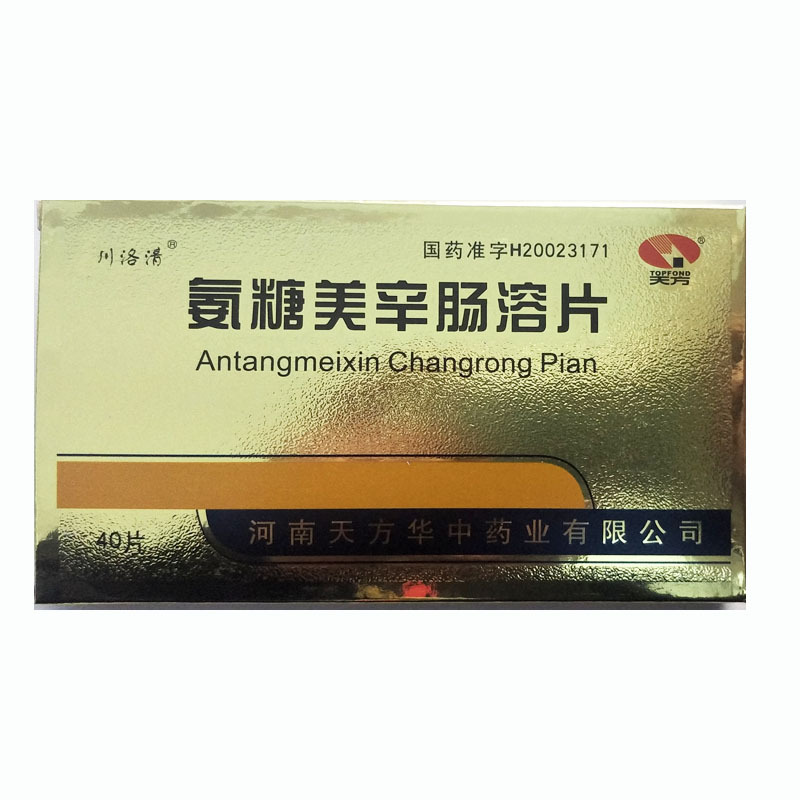 川洛清®
国药准字H20023171
TOPFOND®
天方
氨糖美辛肠溶片
Antangmeixin Changrong Pian
40片
河南天方华中药业有限公司